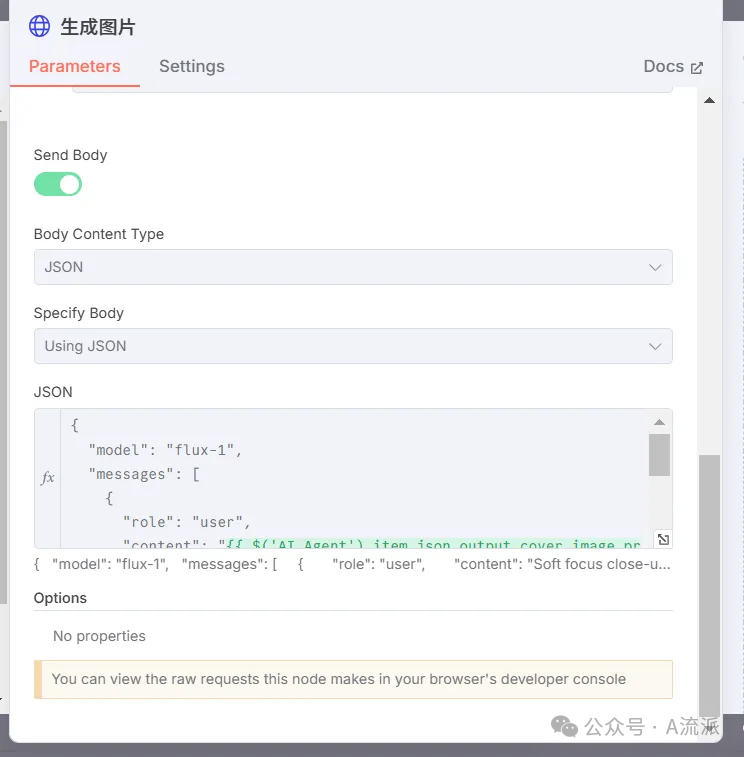 生成图片
Parameters Settings Docs
Send Body
Body Content Type
JSON
Specify Body
Using JSON
JSON
{
"model": "flux-1",
"messages": [
{
"role": "user",
"content": "{{ $('AI Agent').item.json.output.cover_image_pr
fx
{ "model": "flux-1", "messages": [ { "role": "user", "content": "Soft focus close-u...
Options
No properties
You can view the raw requests this node makes in your browser's developer console
公众号 · A流派